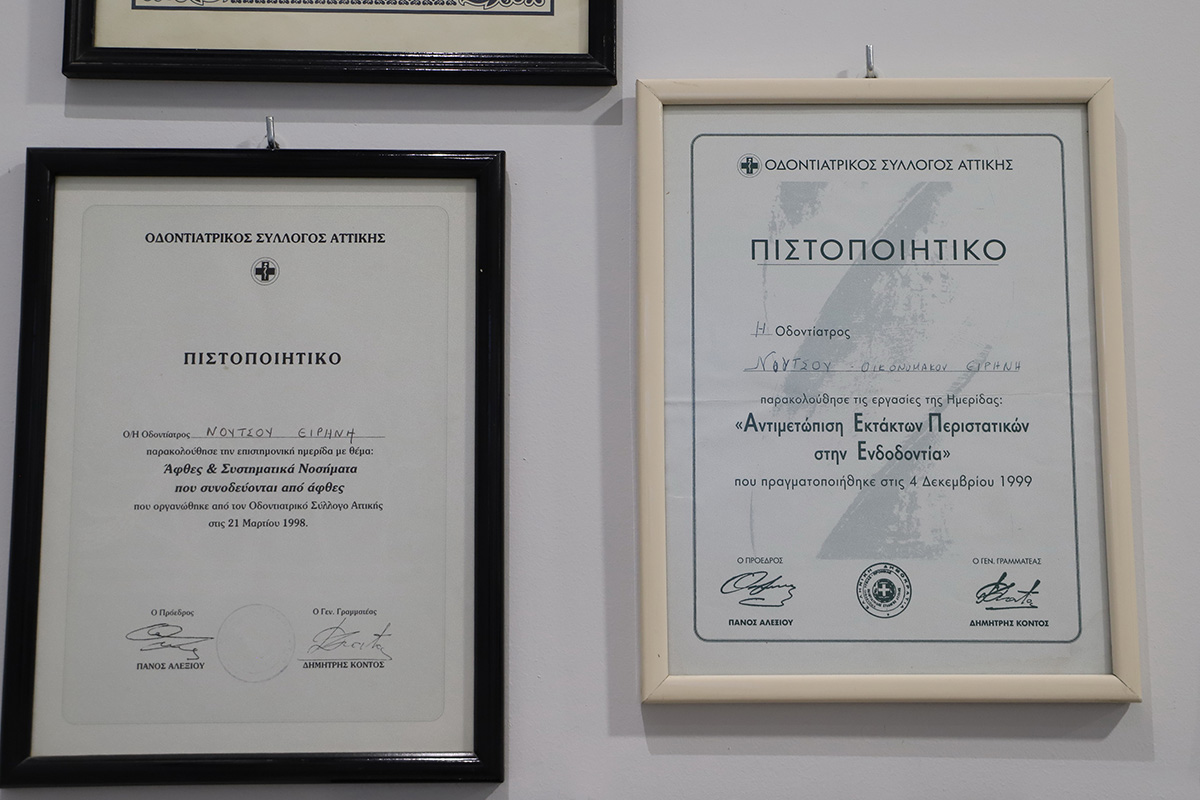 ΟΔΟΝΤΙΑΤΡΙΚΟΣ ΣΥΛΛΟΓΟΣ ΑΤΤΙΚΗΣ
ΠΙΣΤΟΠΟΙΗΤΙΚΟ
Ο/Η Οδοντίατρος ΝΟΥΤΣΟΥ ΕΙΡΗΝΗ
παρακολούθησε την επιστημονική ημερίδα με θέμα:
Άφθες & Συστηματικά Νοσήματα
που συνοδεύονται από άφθες
που οργανώθηκε από τον Οδοντιατρικό Σύλλογο Αττικής
στις 21 Μαρτίου 1998.
Ο Πρόεδρος
Ο Γεν. Γραμματέας
ΠΑΝΟΣ ΑΛΕΞΙΟΥ
ΔΗΜΗΤΡΗΣ ΚΟΝΤΟΣ
ΟΔΟΝΤΙΑΤΡΙΚΟΣ ΣΥΛΛΟΓΟΣ ΑΤΤΙΚΗΣ
ΠΙΣΤΟΠΟΙΗΤΙΚΟ
Η Οδοντίατρος
ΝΟΥΤΣΟΥ - ΟΙΚΟΝΟΜΑΚΟΥ ΕΙΡΗΝΗ
παρακολούθησε τις εργασίες της Ημερίδας:
«Αντιμετώπιση Εκτάκτων Περιστατικών
στην Ενδοδοντία»
που πραγματοποιήθηκε στις 4 Δεκεμβρίου 1999
Ο ΠΡΟΕΔΡΟΣ
Ο ΓΕΝ. ΓΡΑΜΜΑΤΕΑΣ
ΠΑΝΟΣ ΑΛΕΞΙΟΥ
ΔΗΜΗΤΡΗΣ ΚΟΝΤΟΣ